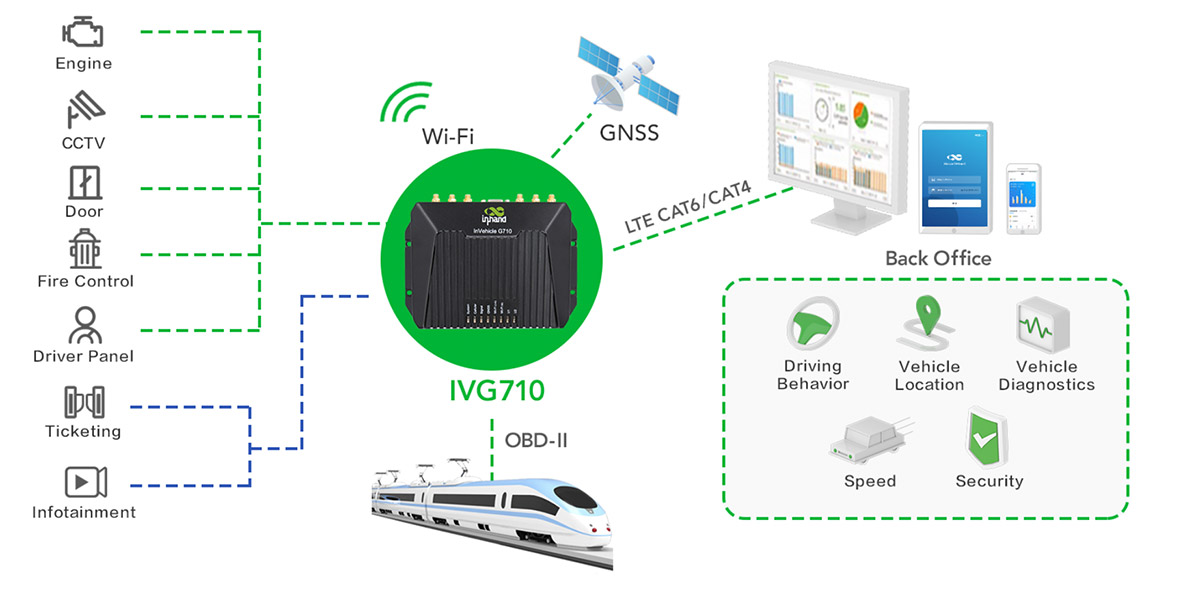 Engine
CCTV
Door
Fire Control
Driver Panel
Ticketing
Infotainment
Wi-Fi
inhand
InVehicle G710
IVG710
OBD-II
GNSS
LTE CAT6/CAT4
Back Office
Driving
Behavior
Vehicle
Location
Vehicle
Diagnostics
Speed
Security